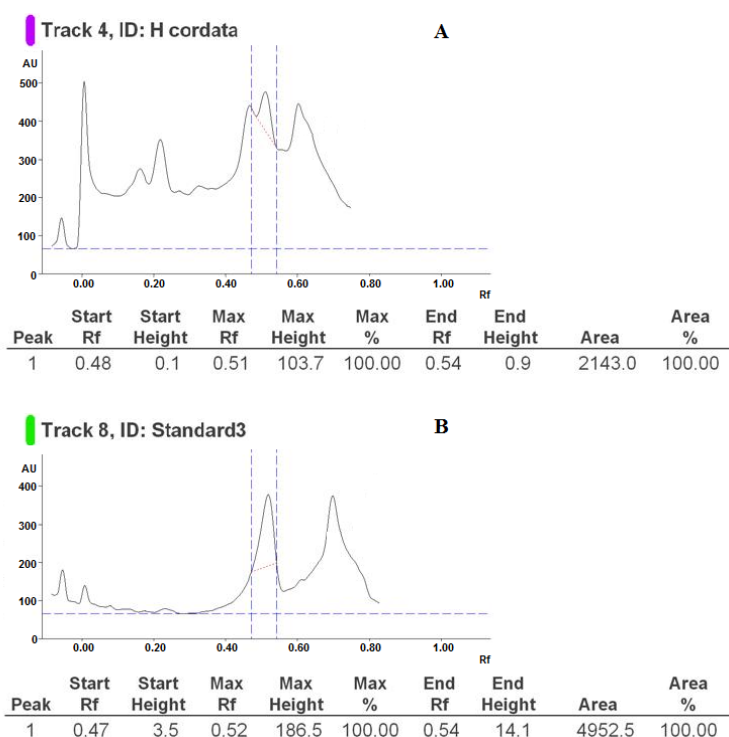 Track 4, ID: H cordata
A
AU
500
400
300
200
100
0
0.00 0.20 0.40 0.60 0.80 1.00
Rf
Start Start Max Max Max End End Area
Peak Rf Height Rf Height % Rf Height Area %
1 0.48 0.1 0.51 103.7 100.00 0.54 0.9 2143.0 100.00
Track 8, ID: Standard3
B
AU
400
300
200
100
0
0.00 0.20 0.40 0.60 0.80 1.00
Rf
Start Start Max Max Max End End Area
Peak Rf Height Rf Height % Rf Height Area %
1 0.47 3.5 0.52 186.5 100.00 0.54 14.1 4952.5 100.00